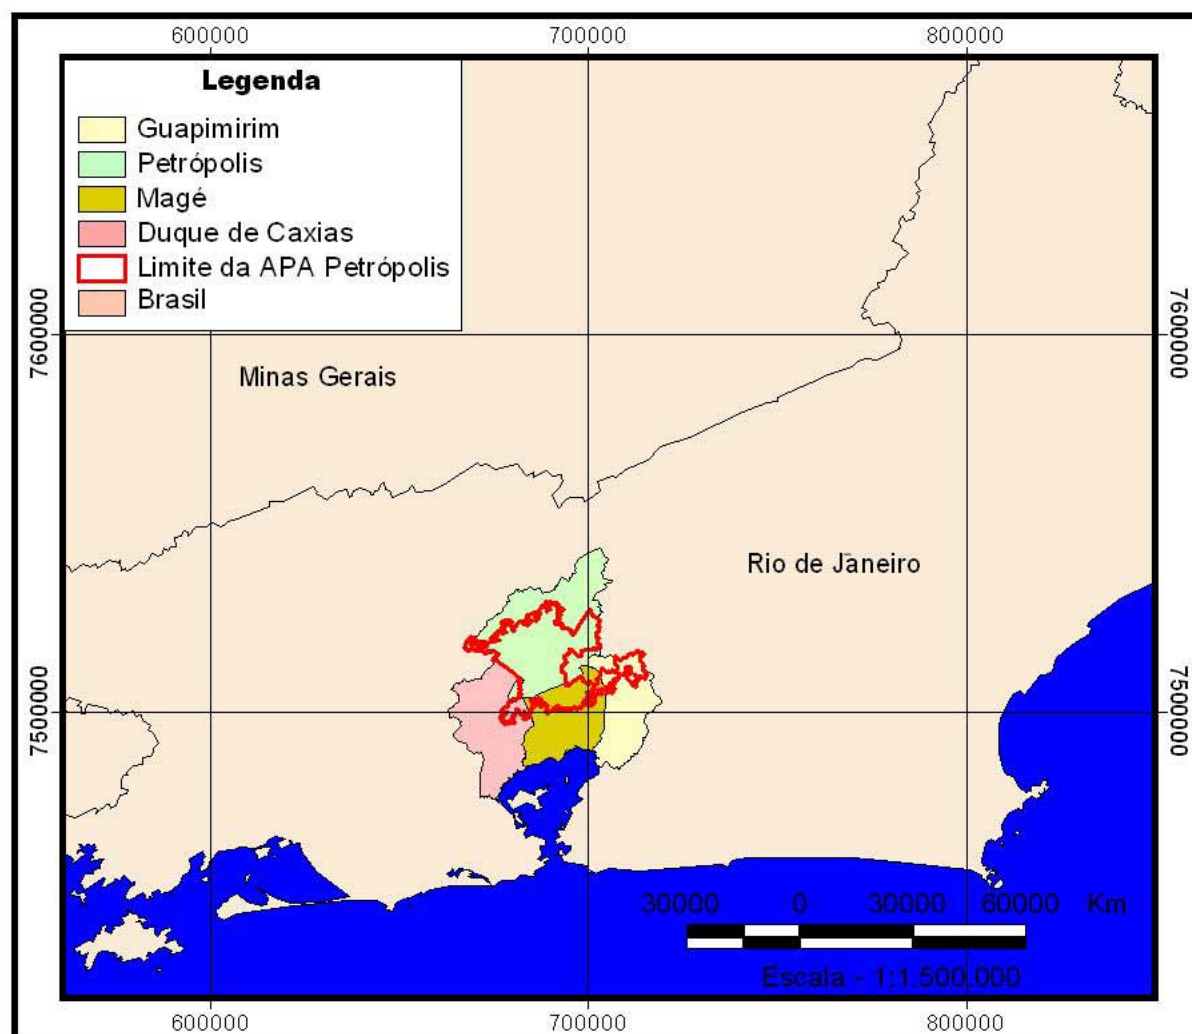 600000 700000 800000
Legenda
Guapimirim
Petrópolis
Magé
Duque de Caxias
Limite da APA Petrópolis
Brasil
7600000 7600000
Minas Gerais
Rio de Janeiro
7500000 7500000
30000 0 30000 60000 Km
Escala - 1:1.500.000
600000 700000 800000